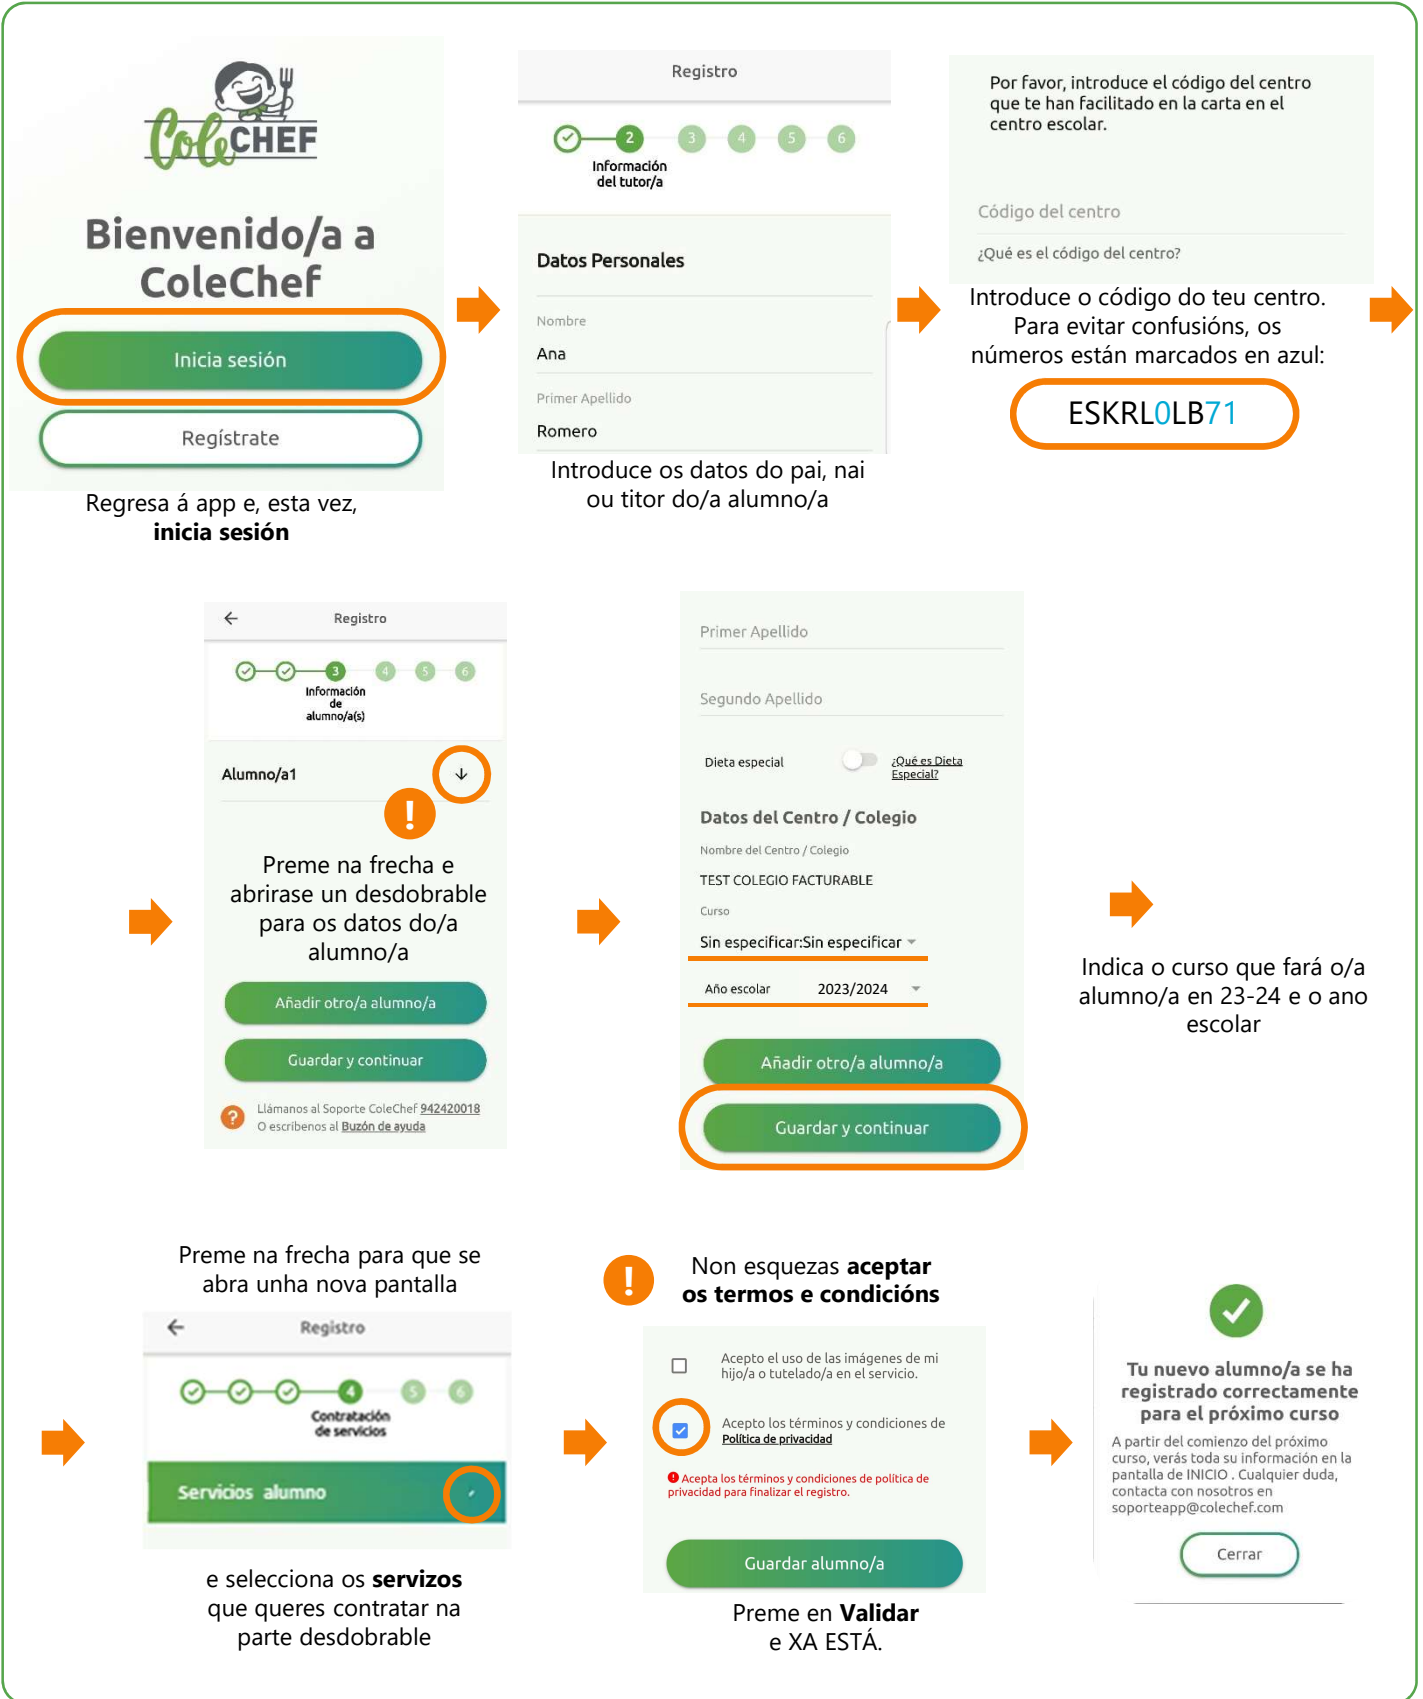 ColeCHEF
Bienvenido/a a
ColeChef
Inicia sesión
Regístrate
Regresa á app e, esta vez,
inicia sesión
Registro
2 3 4 5 6
Información
del tutor/a
Datos Personales
Nombre
Ana
Primer Apellido
Romero
Introduce os datos do pai, nai
ou titor do/a alumno/a
Por favor, introduce el código del centro
que te han facilitado en la carta en el
centro escolar.
Código del centro
¿Qué es el código del centro?
Introduce o código do teu centro.
Para evitar confusións, os
números están marcados en azul:
ESKRL0LB71
Registro
3 4 5 6
Información
de
alumno/a(s)
Alumno/a1
!
Preme na frecha e
abrirase un desdobrable
para os datos do/a
alumno/a
Añadir otro/a alumno/a
Guardar y continuar
?
Llámanos al Soporte ColeChef 942420018
O escríbenos al Buzón de ayuda
Primer Apellido
Segundo Apellido
Dieta especial
¿Qué es Dieta
Especial?
Datos del Centro / Colegio
Nombre del Centro / Colegio
TEST COLEGIO FACTURABLE
Curso
Sin especificar:Sin especificar
Año escolar 2023/2024
Añadir otro/a alumno/a
Guardar y continuar
Indica o curso que fará o/a
alumno/a en 23-24 e o ano
escolar
Preme na frecha para que se
abra unha nova pantalla
Registro
4 5 6
Contratación
de servicios
Servicios alumno
e selecciona os servizos
que queres contratar na
parte desdobrable
!
Non esquezas aceptar
os termos e condicións
Acepto el uso de las imágenes de mi
hijo/a o tutelado/a en el servicio.
Acepto los términos y condiciones de
Política de privacidad
Acepta los términos y condiciones de política de
privacidad para finalizar el registro.
Guardar alumno/a
Preme en Validar
e XA ESTÁ.
Tu nuevo alumno/a se ha
registrado correctamente
para el próximo curso
A partir del comienzo del próximo
curso, verás toda su información en la
pantalla de INICIO . Cualquier duda,
contacta con nosotros en
soporteapp@colechef.com
Cerrar